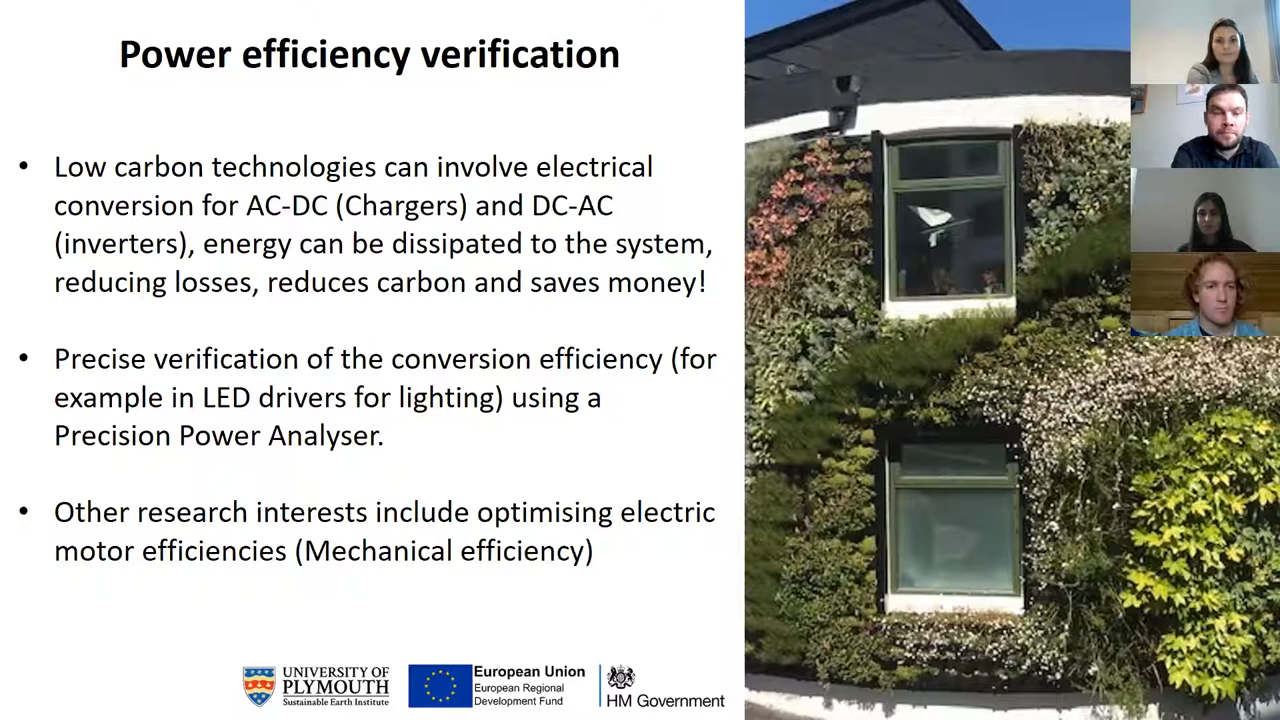 Power efficiency verification
• Low carbon technologies can involve electrical
conversion for AC-DC (Chargers) and DC-AC
(inverters), energy can be dissipated to the system,
reducing losses, reduces carbon and saves money!
• Precise verification of the conversion efficiency (for
example in LED drivers for lighting) using a
Precision Power Analyser.
• Other research interests include optimising electric
motor efficiencies (Mechanical efficiency)
UNIVERSITY OF
PLYMOUTH
Sustainable Earth Institute
European Union
European Regional
Development Fund
HM Government